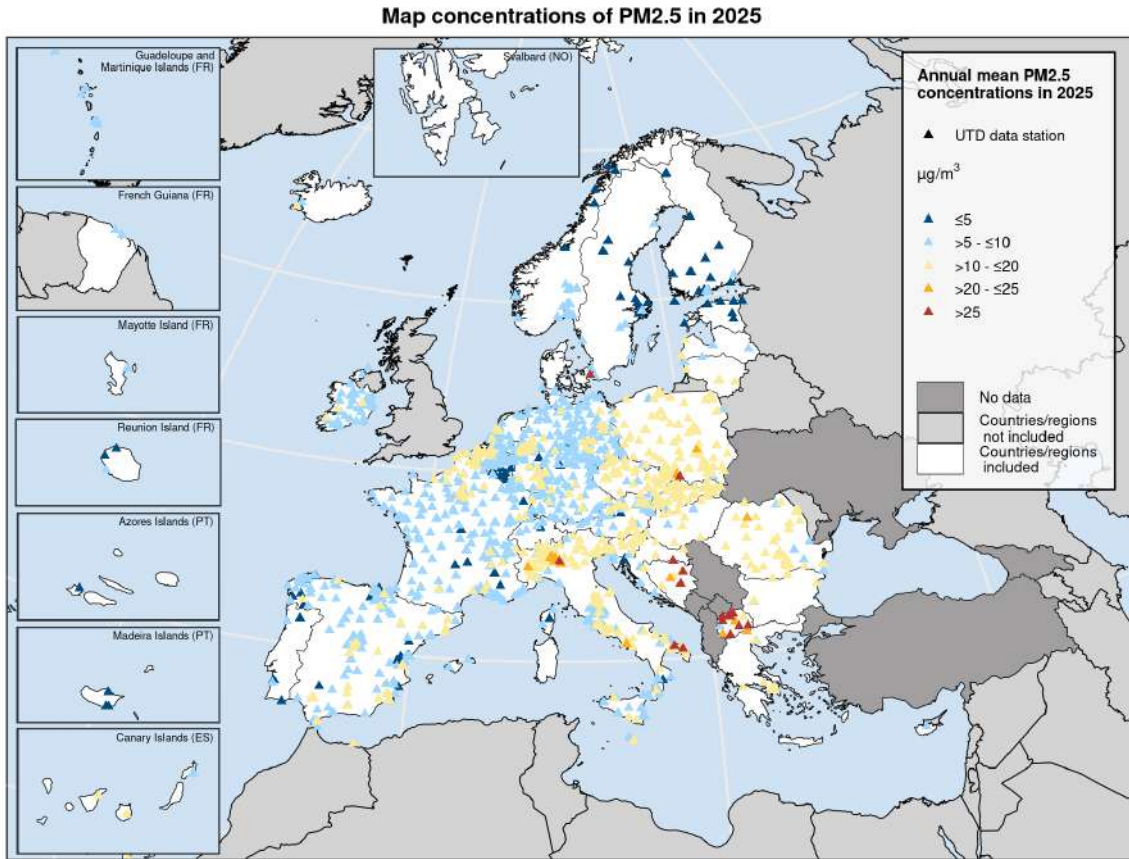 Map concentrations of PM2.5 in 2025
Guadeloupe and
Martinique Islands (FR)
Svalbard (NO)
French Guiana (FR)
Mayotte Island (FR)
Reunion Island (FR)
Azores Islands (PT)
Madeira Islands (PT)
Canary Islands (ES)
Annual mean PM2.5
concentrations in 2025
UTD data station
µg/m³
≤5
>5 - ≤10
>10 - ≤20
>20 - ≤25
>25
No data
Countries/regions
not included
Countries/regions
included